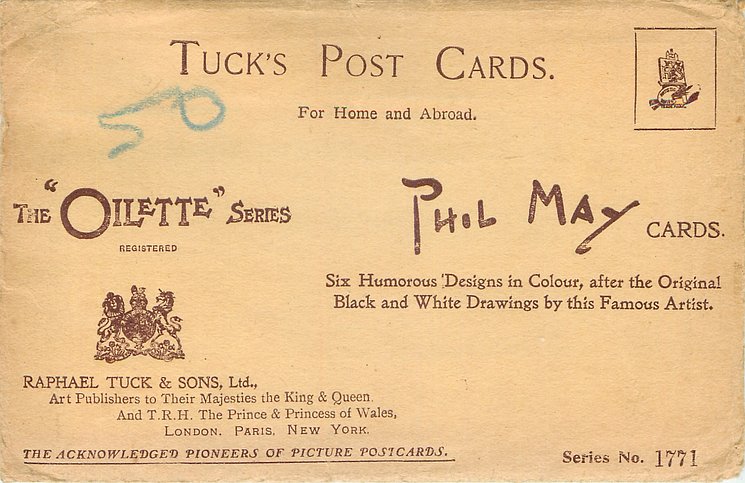 TUCK'S POST CARDS.
For Home and Abroad.
50
THE "OILETTE" SERIES
REGISTERED
PHIL MAY CARDS.
Six Humorous Designs in Colour, after the Original
Black and White Drawings by this Famous Artist.
RAPHAEL TUCK & SONS, Ltd.,
Art Publishers to Their Majesties the King & Queen,
And T.R.H. The Prince & Princess of Wales,
LONDON. PARIS. NEW YORK.
THE ACKNOWLEDGED PIONEERS OF PICTURE POSTCARDS.
Series No. 1771